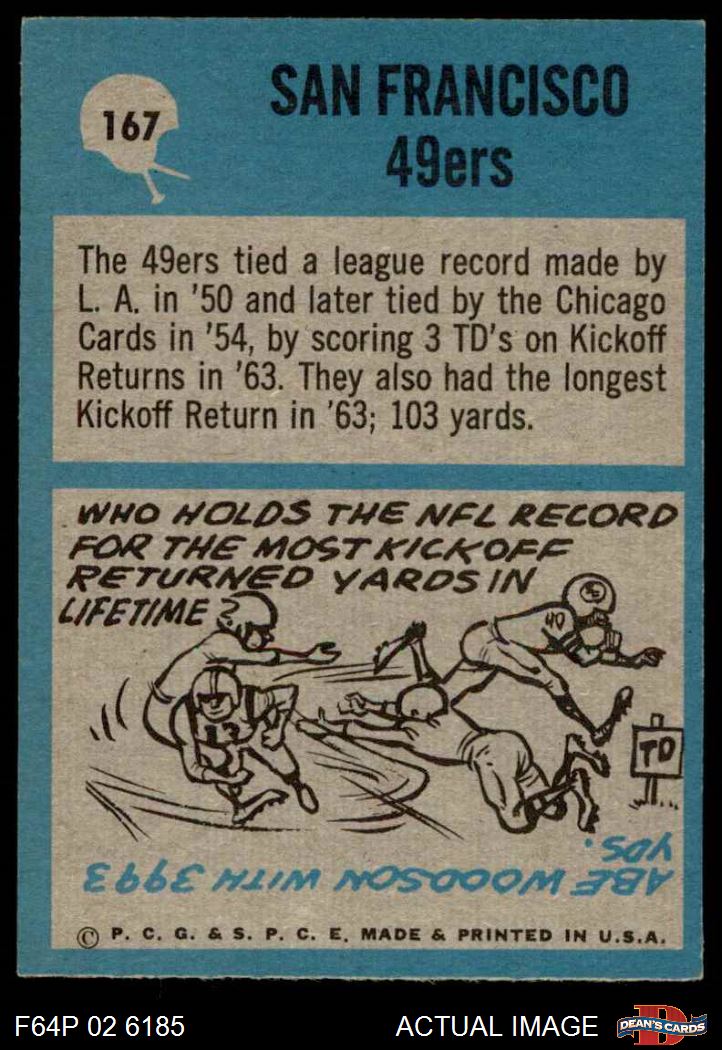 167
SAN FRANCISCO
49ers
The 49ers tied a league record made by
L. A. in '50 and later tied by the Chicago
Cards in '54, by scoring 3 TD's on Kickoff
Returns in '63. They also had the longest
Kickoff Return in '63; 103 yards.
WHO HOLDS THE NFL RECORD
FOR THE MOST KICKOFF
RETURNED YARDS IN
LIFETIME?
40
13
TD
ABE WOODSON WITH 3993
YDS.
© P. C. G. & S. P. C. E. MADE & PRINTED IN U.S.A.
F64P 02 6185
ACTUAL IMAGE
D
DEAN'S CARDS